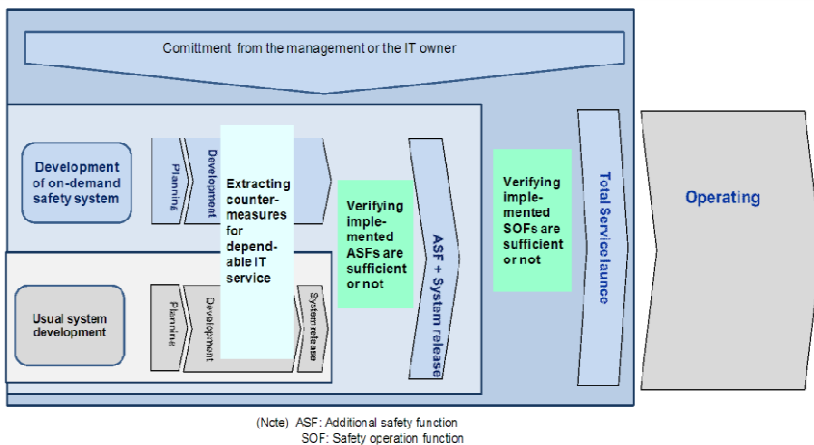 Comittment from the management or the IT owner
Development
of on-demand
safety system
Planning
Development
Extracting
counter-
measures
for
depend-
able IT
service
Verifying
imple-
mented
ASFs are
sufficient
or not
ASF + System release
Verifying
imple-
mented
SOFs are
sufficient
or not
Total Service launce
Operating
Usual system
development
Planning
Development
System release
(Note) ASF: Additional safety function
SOF: Safety operation function